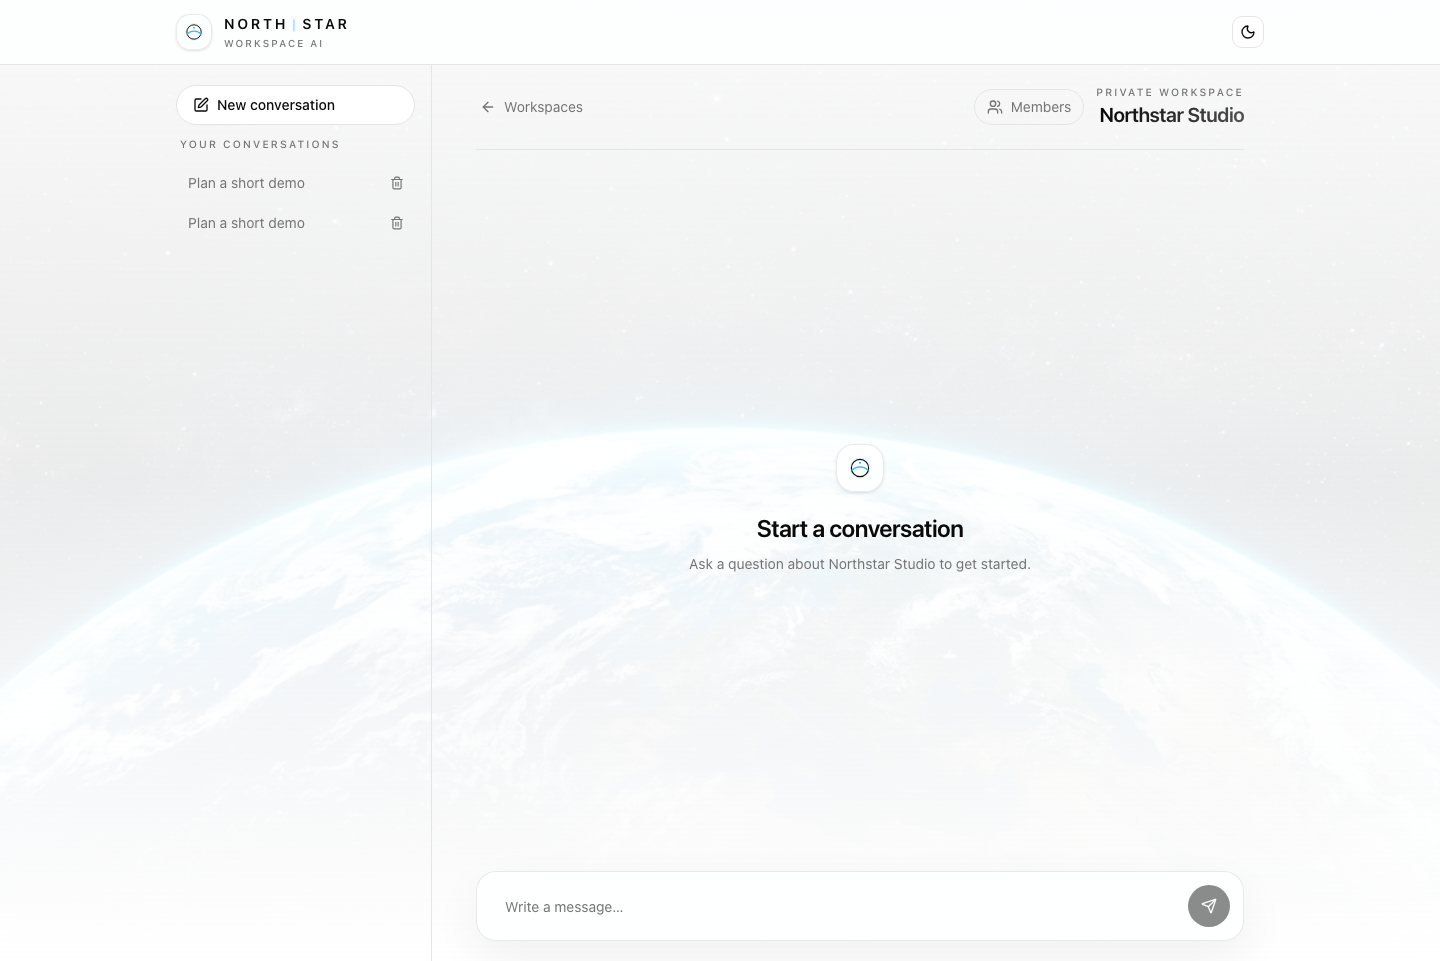 NORTH | STAR
WORKSPACE AI
New conversation
YOUR CONVERSATIONS
Plan a short demo
Plan a short demo
Workspaces
Members
PRIVATE WORKSPACE
Northstar Studio
Start a conversation
Ask a question about Northstar Studio to get started.
Write a message...